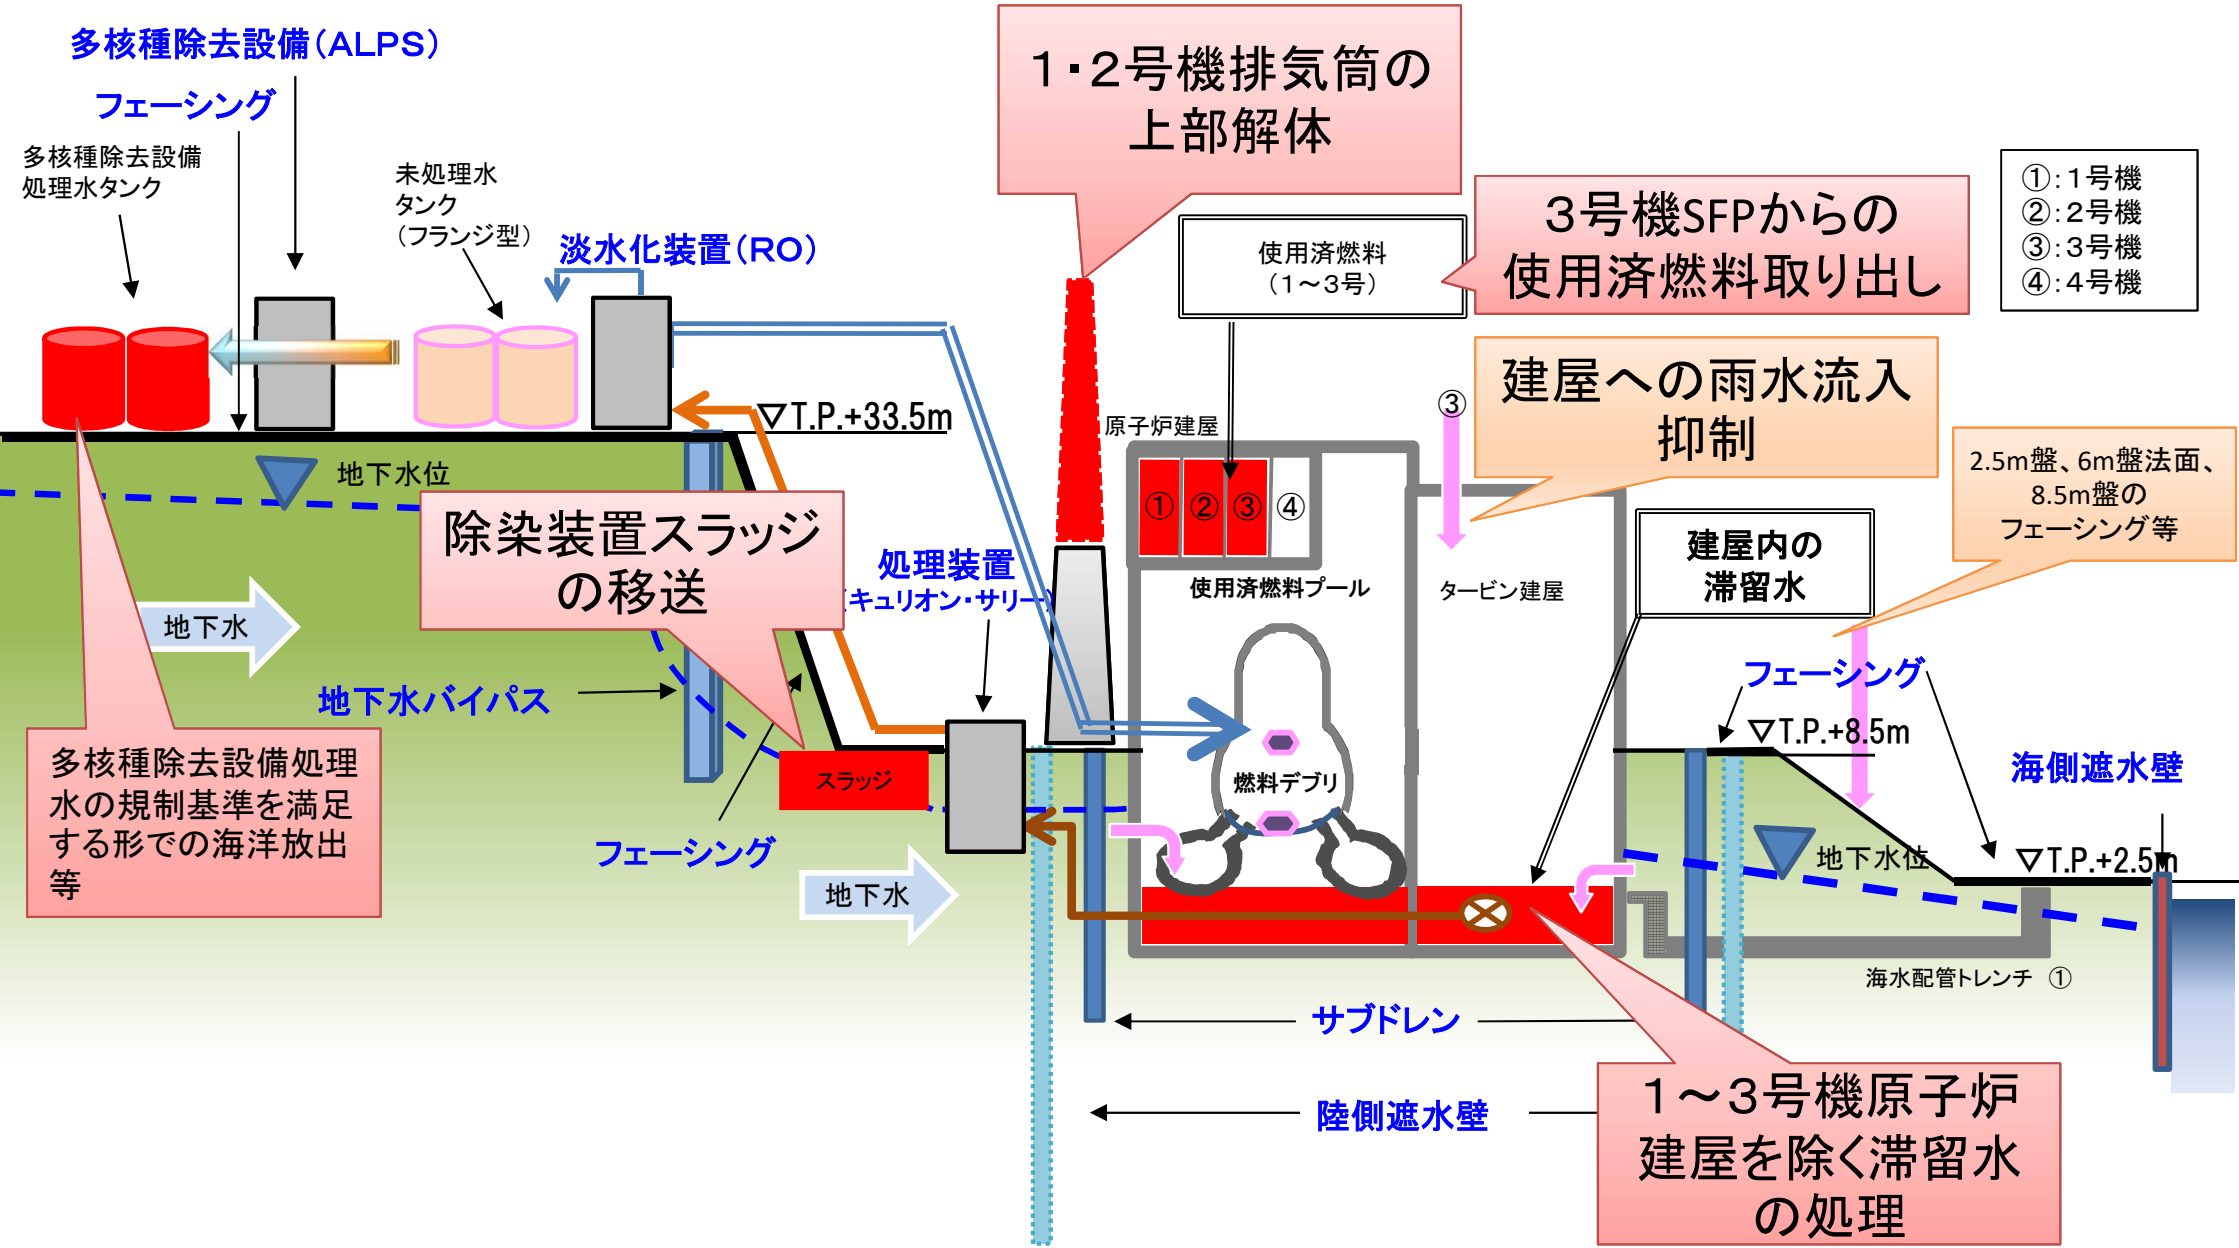 多核種除去設備(ALPS)
フェーシング
多核種除去設備
処理水タンク
未処理水
タンク
(フランジ型)
淡水化装置(RO)
1・2号機排気筒の
上部解体
使用済燃料
(1~3号)
3号機SFPからの
使用済燃料取り出し
①:1号機
②:2号機
③:3号機
④:4号機
建屋への雨水流入
抑制
③
2.5m盤、6m盤法面、
8.5m盤の
フェーシング等
▽T.P.+33.5m
原子炉建屋
① ② ③ ④
使用済燃料プール
タービン建屋
建屋内の
滞留水
地下水位
除染装置スラッジ
の移送
処理装置
(キュリオン・サリー)
地下水
地下水バイパス
フェーシング
▽T.P.+8.5m
海側遮水壁
多核種除去設備処理
水の規制基準を満足
する形での海洋放出
等
スラッジ
燃料デブリ
フェーシング
地下水
地下水位
▽T.P.+2.5m
海水配管トレンチ ①
サブドレン
陸側遮水壁
1~3号機原子炉
建屋を除く滞留水
の処理